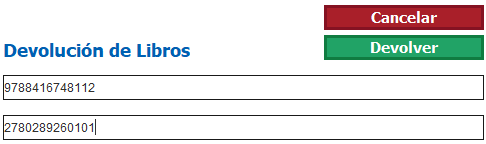 Cancelar
Devolución de Libros
Devolver
9788416748112
2780289260101